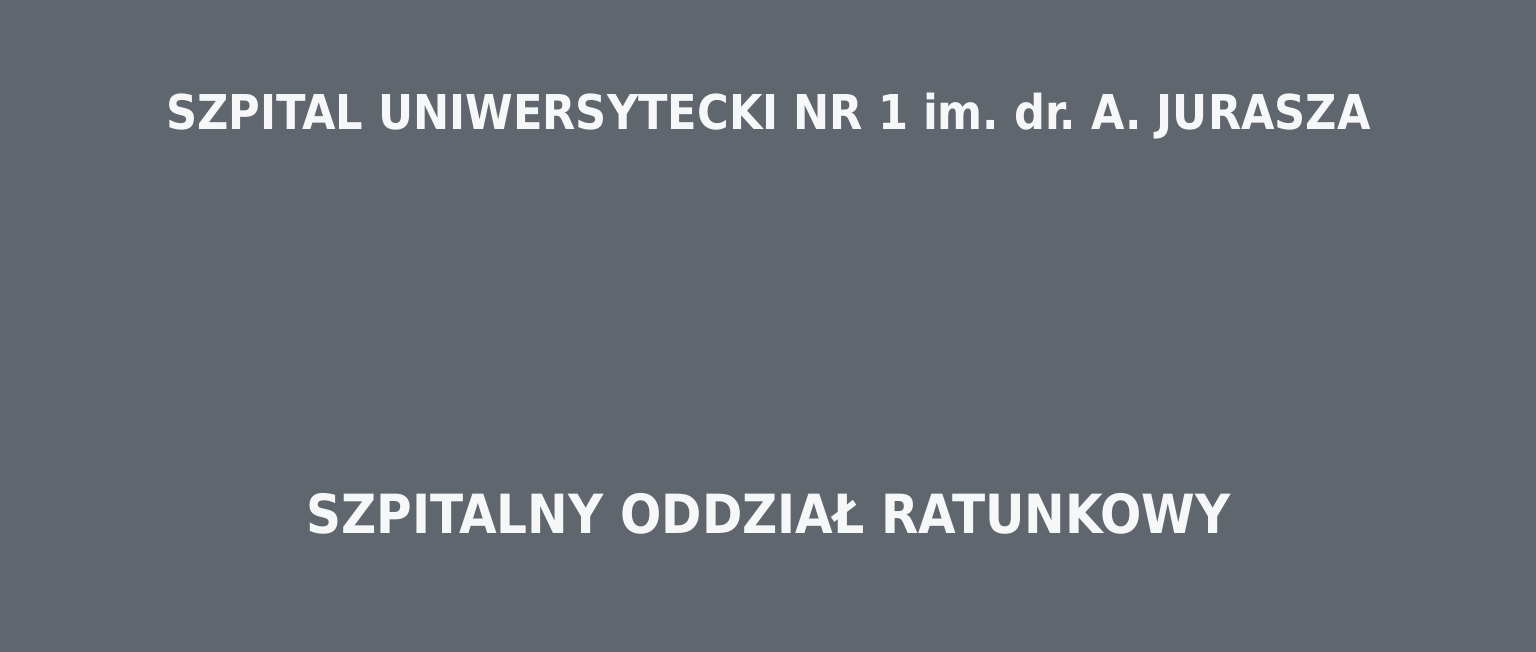 SZPITAL UNIWERSYTECKI NR 1 im. dr. A. JURASZA
SZPITALNY ODDZIAŁ RATUNKOWY